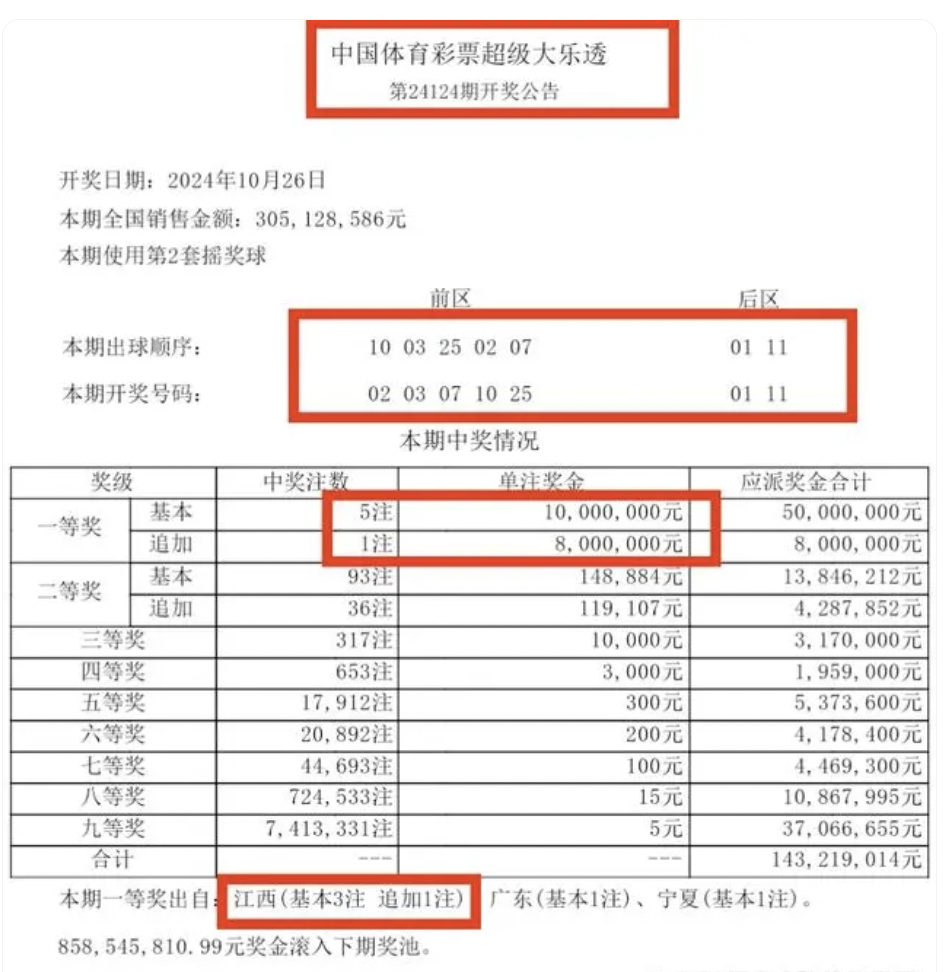 中国体育彩票超级大乐透
第24124期开奖公告
开奖日期：2024年10月26日
本期全国销售金额：305,128,586元
本期使用第2套摇奖球
前区 后区
本期出球顺序： 10 03 25 02 07 01 11
本期开奖号码： 02 03 07 10 25 01 11
本期中奖情况
奖级 中奖注数 单注奖金 应派奖金合计
一等奖 基本 5注 10,000,000元 50,000,000元
追加 1注 8,000,000元 8,000,000元
二等奖 基本 93注 148,884元 13,846,212元
追加 36注 119,107元 4,287,852元
三等奖 317注 10,000元 3,170,000元
四等奖 653注 3,000元 1,959,000元
五等奖 17,912注 300元 5,373,600元
六等奖 20,892注 200元 4,178,400元
七等奖 44,693注 100元 4,469,300元
八等奖 724,533注 15元 10,867,995元
九等奖 7,413,331注 5元 37,066,655元
合计 --- --- 143,219,014元
本期一等奖出自：江西(基本3注 追加1注) 广东(基本1注)、宁夏(基本1注)。
858,545,810.99元奖金滚入下期奖池。